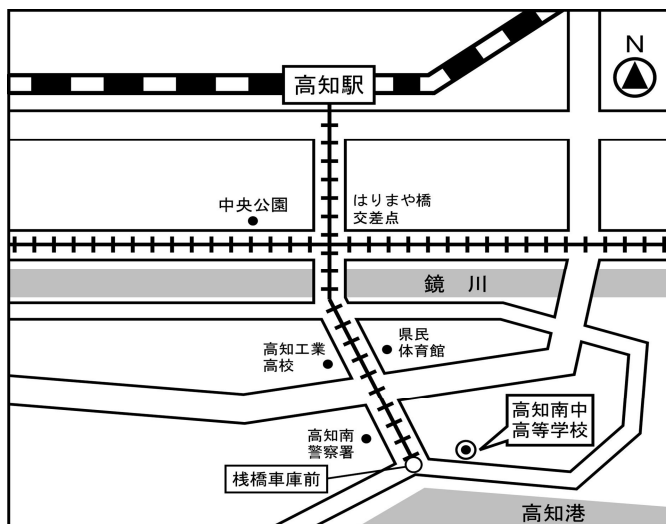 N
高知駅
中央公園
はりまや橋
交差点
鏡川
高知工業
高校
県民
体育館
高知南中
高等学校
高知南
警察署
桟橋車庫前
高知港